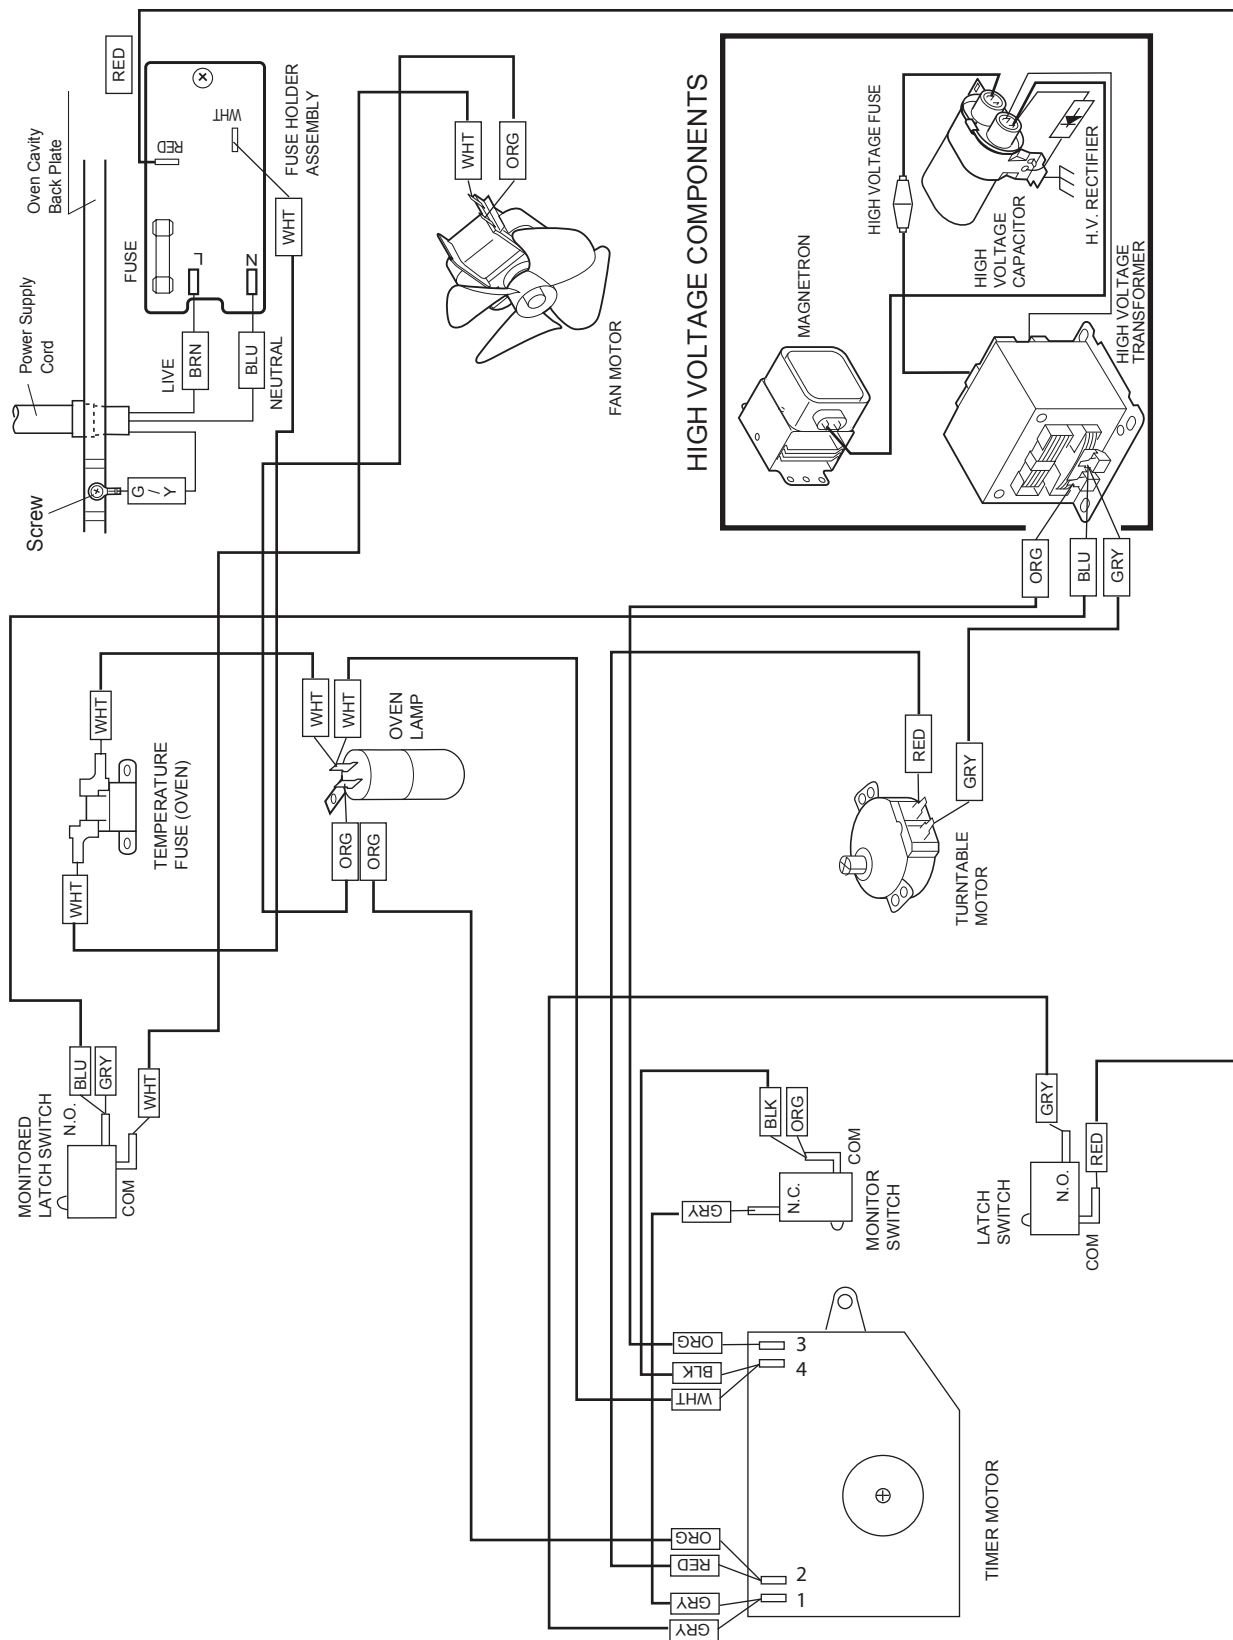 RED
WHT
RED
FUSE HOLDER
ASSEMBLY
Oven Cavity
Back Plate
FUSE
L
N
WHT
Power Supply
Cord
LIVE
BRN
BLU
NEUTRAL
Screw
G
/
Y
WHT
ORG
FAN MOTOR
HIGH VOLTAGE COMPONENTS
HIGH VOLTAGE FUSE
HIGH
VOLTAGE
CAPACITOR
H.V. RECTIFIER
MAGNETRON
HIGH VOLTAGE
TRANSFORMER
ORG
BLU
GRY
WHT
WHT
TEMPERATURE
FUSE (OVEN)
WHT
WHT
OVEN
LAMP
ORG
ORG
RED
GRY
TURNTABLE
MOTOR
MONITORED
LATCH SWITCH
N.O.
BLU
GRY
WHT
COM
BLK
ORG
COM
N.C.
GRY
MONITOR
SWITCH
GRY
RED
N.O.
LATCH
SWITCH
COM
ORG
3
BLK
4
WHT
ORG
RED
2
GRY
1
GRY
TIMER MOTOR